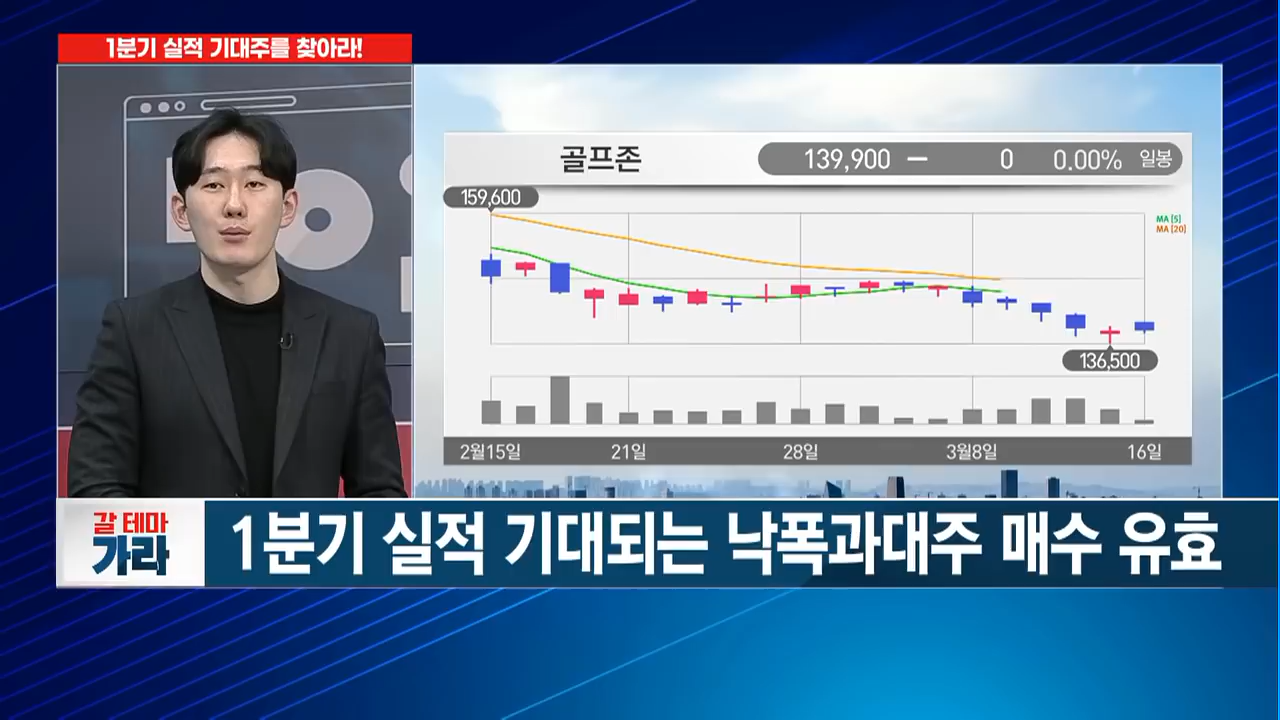 1분기 실적 기대주를 찾아라!
골프존
139,900 — 0 0.00% 일봉
159,600
MA [5]
MA [20]
136,500
2월15일 21일 28일 3월8일 16일
갈 테마
가라
1분기 실적 기대되는 낙폭과대주 매수 유효